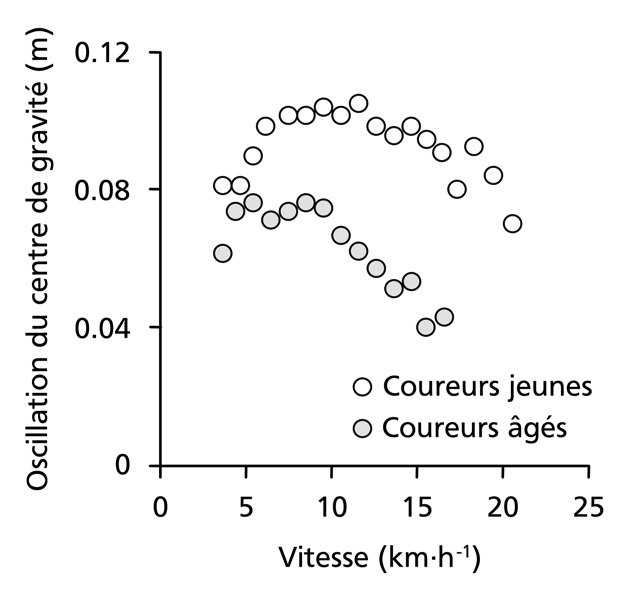 Oscillation du centre de gravité (m)
0.12
0.08
0.04
0
0 5 10 15 20 25
Vitesse (km·h⁻¹)
Coureurs jeunes
Coureurs âgés